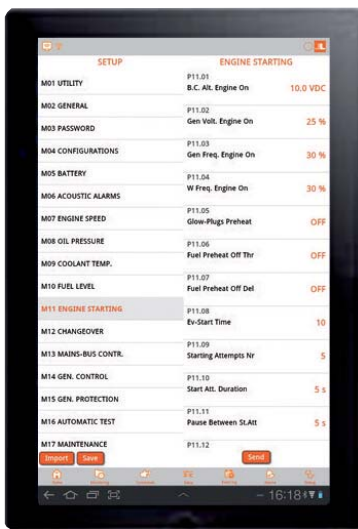 SETUP
M01 UTILITY
M02 GENERAL
M03 PASSWORD
M04 CONFIGURATIONS
M05 BATTERY
M06 ACOUSTIC ALARMS
M07 ENGINE SPEED
M08 OIL PRESSURE
M09 COOLANT TEMP.
M10 FUEL LEVEL
M11 ENGINE STARTING
M12 CHANGEOVER
M13 MAINS-BUS CONTR.
M14 GEN. CONTROL
M15 GEN. PROTECTION
M16 AUTOMATIC TEST
M17 MAINTENANCE
Import Save
ENGINE STARTING
P11.01
B.C. Alt. Engine On 10.0 VDC
P11.02
Gen Volt. Engine On 25 %
P11.03
Gen Freq. Engine On 30 %
P11.04
W Freq. Engine On 30 %
P11.05
Glow-Plugs Preheat OFF
P11.06
Fuel Preheat Off Thr OFF
P11.07
Fuel Preheat Off Del OFF
P11.08
Ev-Start Time 10
P11.09
Starting Attempts Nr 5
P11.10
Start Att. Duration 5 s
P11.11
Pause Between St.Att 5 s
P11.12
Send
16:18